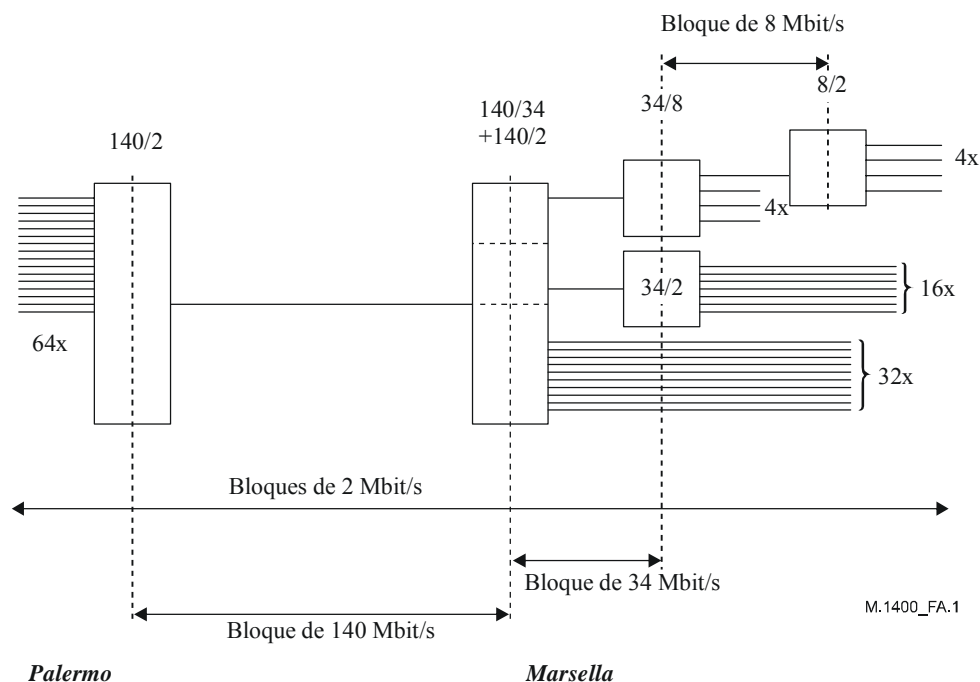 Bloque de 8 Mbit/s
8/2
34/8
140/34
+140/2
140/2
4x
4x
34/2
16x
64x
32x
Bloques de 2 Mbit/s
Bloque de 34 Mbit/s
M.1400_FA.1
Bloque de 140 Mbit/s
Palermo
Marsella